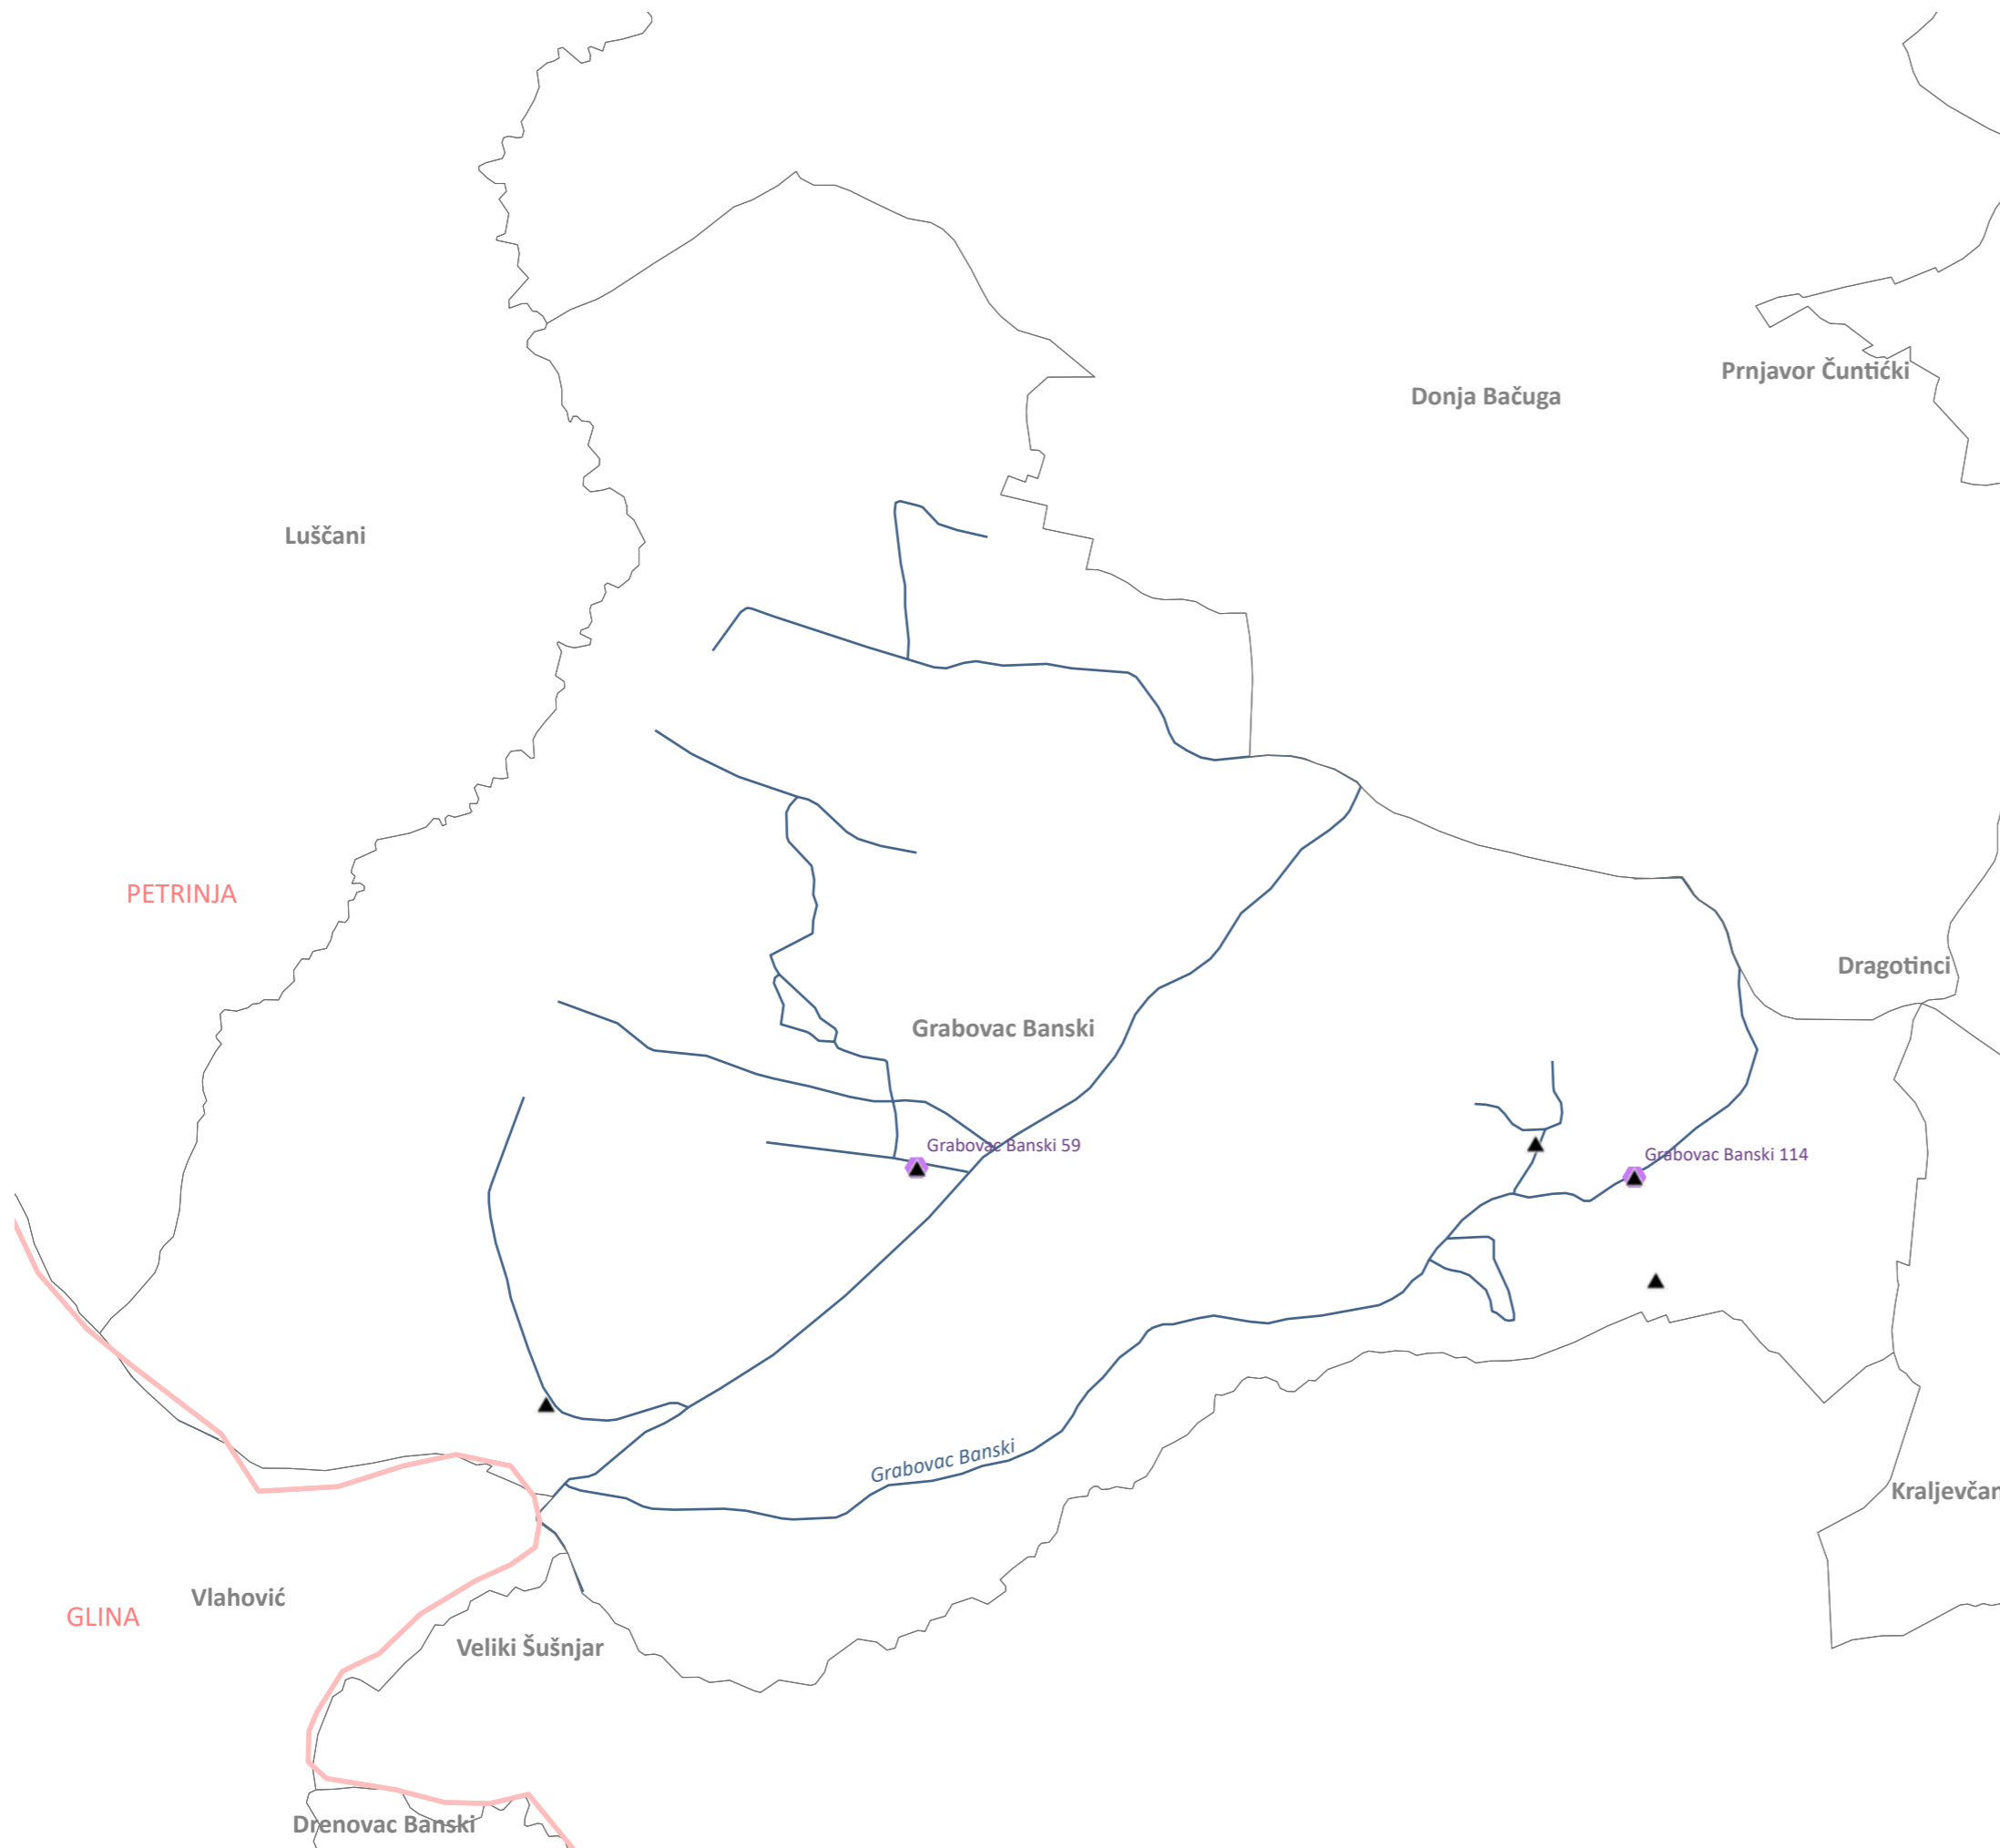 Prnjavor Čuntićki
Donja Bačuga
Luščani
PETRINJA
Dragotinci
Grabovac Banski
Grabovac Banski 59
Grabovac Banski 114
Grabovac Banski
Kraljevčan
Vlahović
GLINA
Veliki Šušnjar
Drenovac Banski